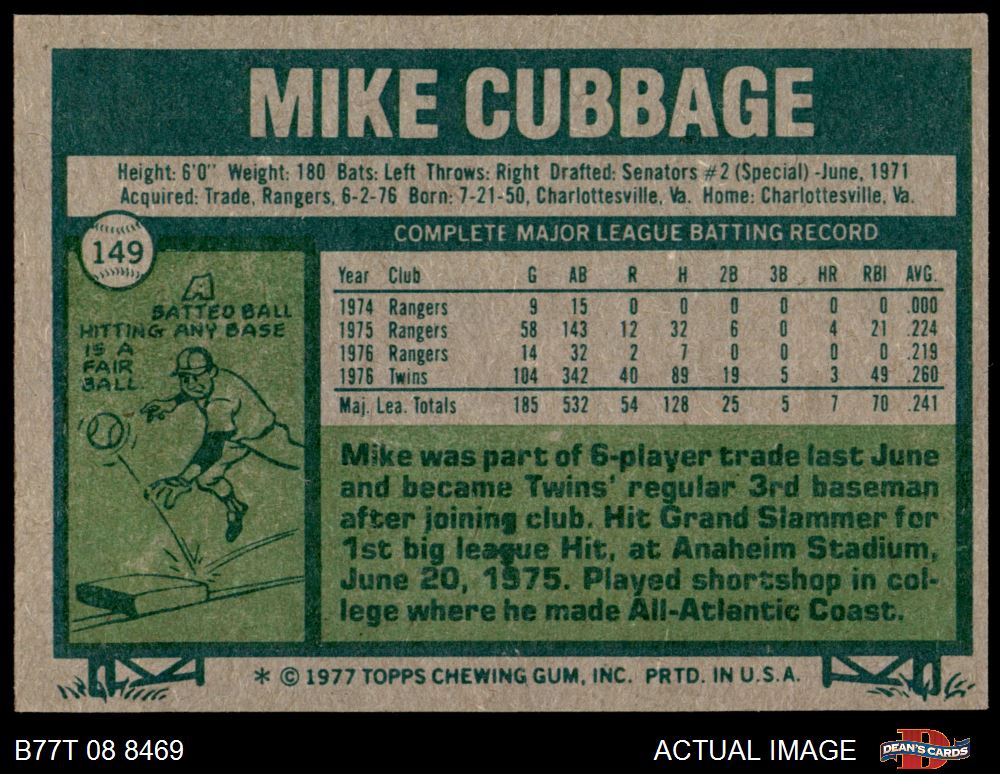 MIKE CUBBAGE
Height: 6'0" Weight: 180 Bats: Left Throws: Right Drafted: Senators #2 (Special) -June, 1971
Acquired: Trade, Rangers, 6-2-76 Born: 7-21-50, Charlottesville, Va. Home: Charlottesville, Va.
149
A
BATTED BALL
HITTING ANY BASE
IS A
FAIR
BALL.
COMPLETE MAJOR LEAGUE BATTING RECORD
Year Club G AB R H 2B 3B HR RBI AVG.
1974 Rangers 9 15 0 0 0 0 0 0 .000
1975 Rangers 58 143 12 32 6 0 4 21 .224
1976 Rangers 14 32 2 7 0 0 0 0 .219
1976 Twins 104 342 40 89 19 5 3 49 .260
Maj. Lea. Totals 185 532 54 128 25 5 7 70 .241
Mike was part of 6-player trade last June
and became Twins' regular 3rd baseman
after joining club. Hit Grand Slammer for
1st big league Hit, at Anaheim Stadium,
June 20, 1975. Played shortshop in col-
lege where he made All-Atlantic Coast.
* © 1977 TOPPS CHEWING GUM, INC. PRTD. IN U.S.A.
B77T 08 8469 ACTUAL IMAGE DEAN'S CARDS